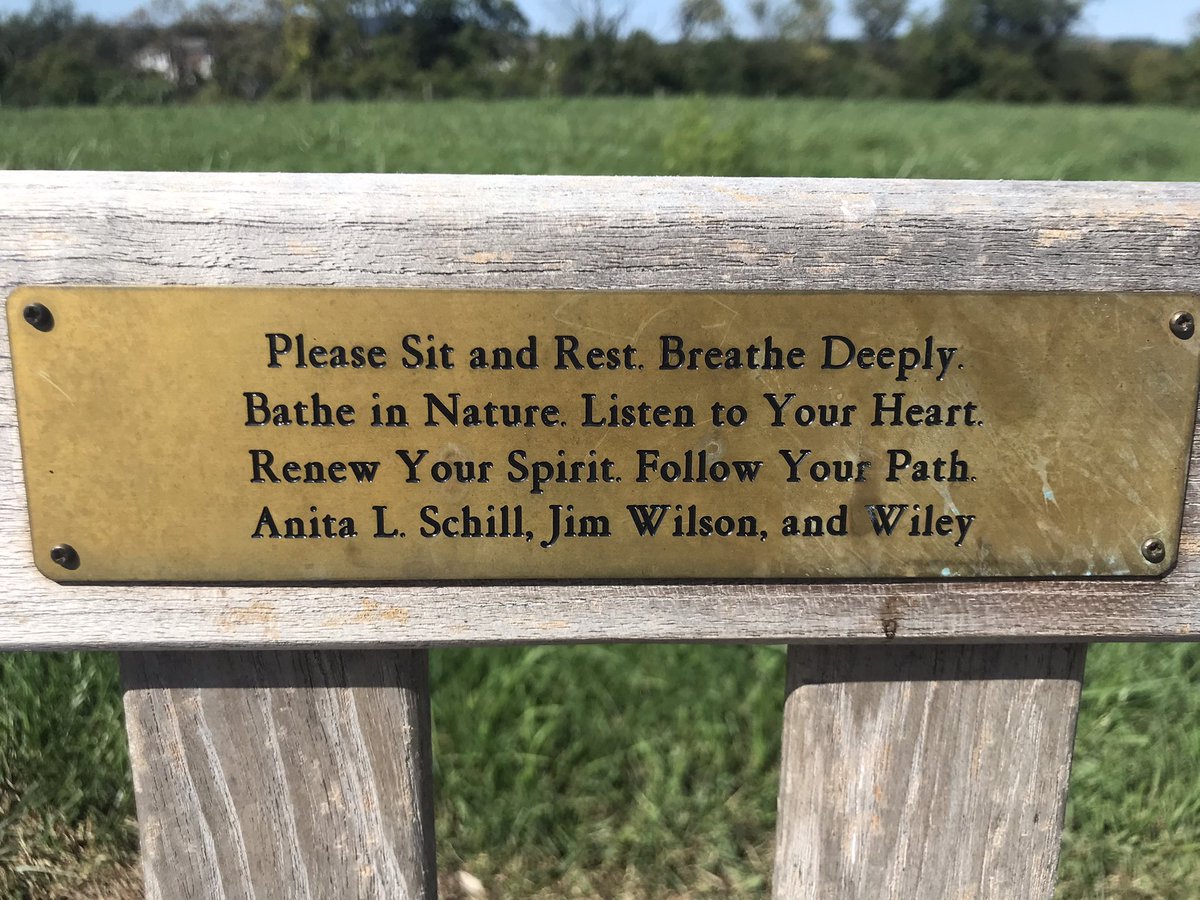 Please Sit and Rest. Breathe Deeply.
Bathe in Nature. Listen to Your Heart.
Renew Your Spirit. Follow Your Path.
Anita L. Schill, Jim Wilson, and Wiley